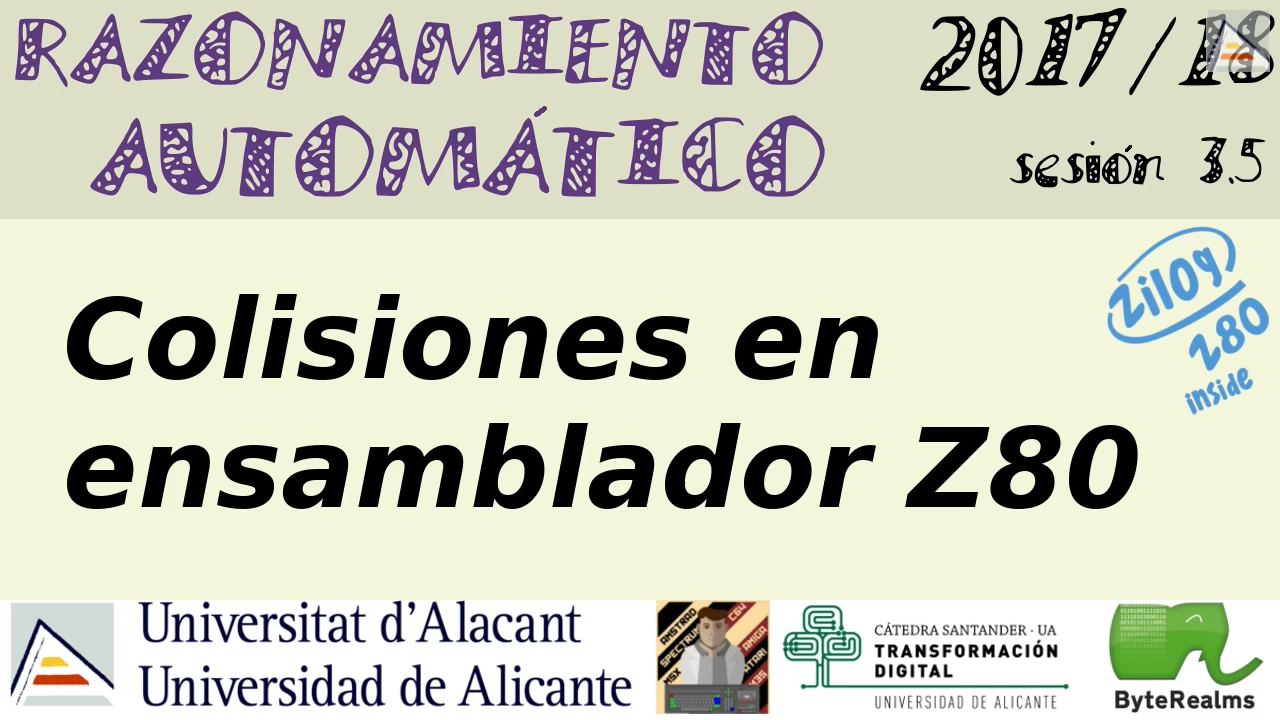 RAZONAMIENTO
AUTOMÁTICO
2017/18
sesión 3.5
Zilog
Z80
inside
Colisiones en
ensamblador Z80
Universitat d'Alacant
Universidad de Alicante
AMSTRAD
SPECTRUM
MSX
C64
AMIGA
ATARI
CÁTEDRA SANTANDER · UA
TRANSFORMACIÓN
DIGITAL
UNIVERSIDAD DE ALICANTE
ByteRealms